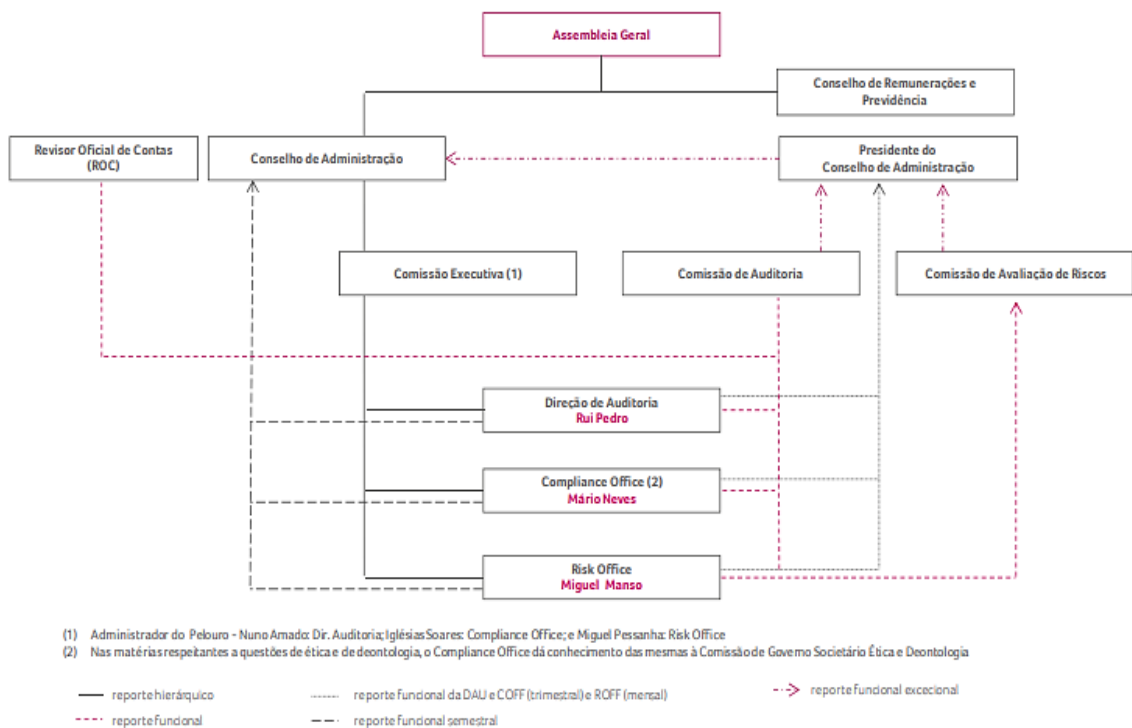 Assembleia Geral
Conselho de Remunerações e
Previdência
Revisor Oficial de Contas
(ROC)
Conselho de Administração
Presidente do
Conselho de Administração
Comissão Executiva (1)
Comissão de Auditoria
Comissão de Avaliação de Riscos
Direção de Auditoria
Rui Pedro
Compliance Office (2)
Mário Neves
Risk Office
Miguel Manso
(1) Administrador do Pelouro - Nuno Amado: Dir. Auditoria; Iglésias Soares: Compliance Office; e Miguel Pessanha: Risk Office
(2) Nas matérias respeitantes a questões de ética e de deontologia, o Compliance Office dá conhecimento das mesmas à Comissão de Governo Societário Ética e Deontologia
reporte hierárquico
reporte funcional da DAU e COFF (trimestral) e ROFF (mensal)
reporte funcional excecional
reporte funcional
reporte funcional semestral